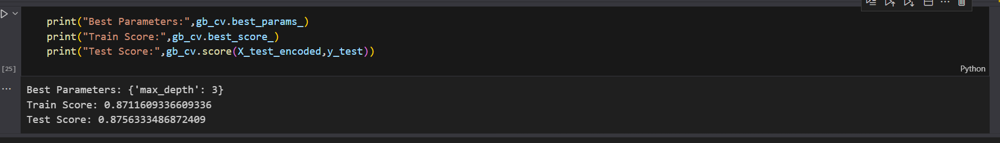 print("Best Parameters:",gb_cv.best_params_)
print("Train Score:",gb_cv.best_score_)
print("Test Score:",gb_cv.score(X_test_encoded,y_test))
[25]
Python
Best Parameters: {'max_depth': 3}
Train Score: 0.8711609336609336
Test Score: 0.8756333486872409